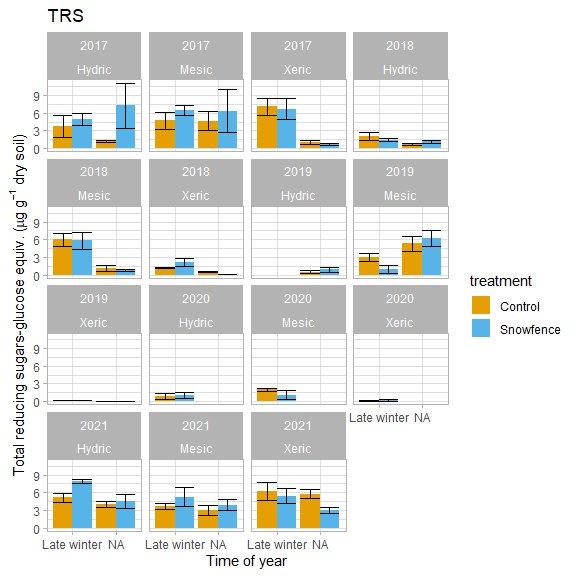 TRS
2017 2017 2017 2018
Hydric Mesic Xeric Hydric
9
6
3
0
2018 2018 2019 2019
Mesic Xeric Hydric Mesic
9
6
3
0
2019 2020 2020 2020
Xeric Hydric Mesic Xeric
9
6
3
0
Late winter NA
2021 2021 2021
Hydric Mesic Xeric
9
6
3
0
Late winter NA Late winter NA Late winter NA
Time of year
Total reducing sugars-glucose equiv. (μg g⁻¹ dry soil)
treatment
Control
Snowfence